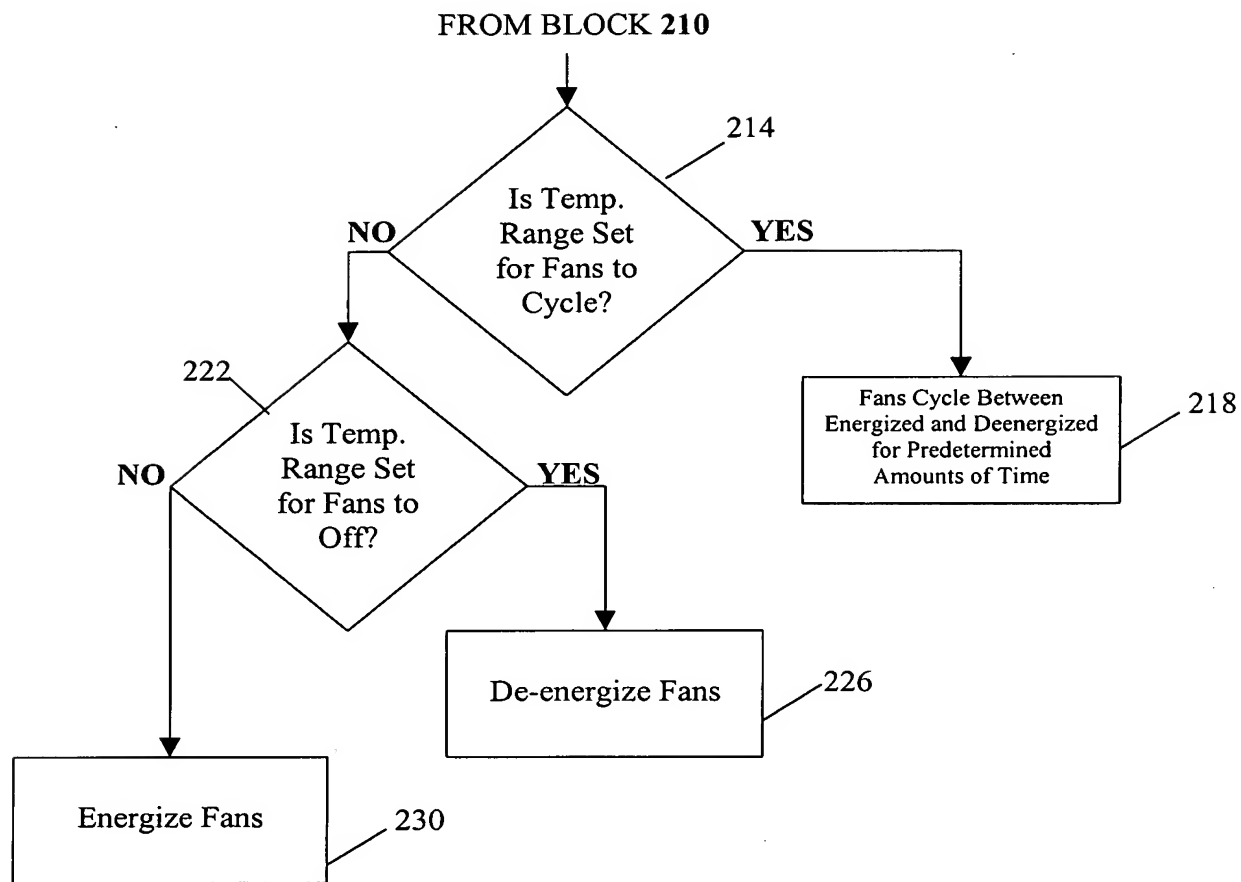 FROM BLOCK 210
214
Is Temp.
Range Set
for Fans to
Cycle?
NO
YES
222
Is Temp.
Range Set
for Fans to
Off?
NO
YES
Fans Cycle Between
Energized and Deenergized
for Predetermined
Amounts of Time
218
De-energize Fans
226
Energize Fans
230